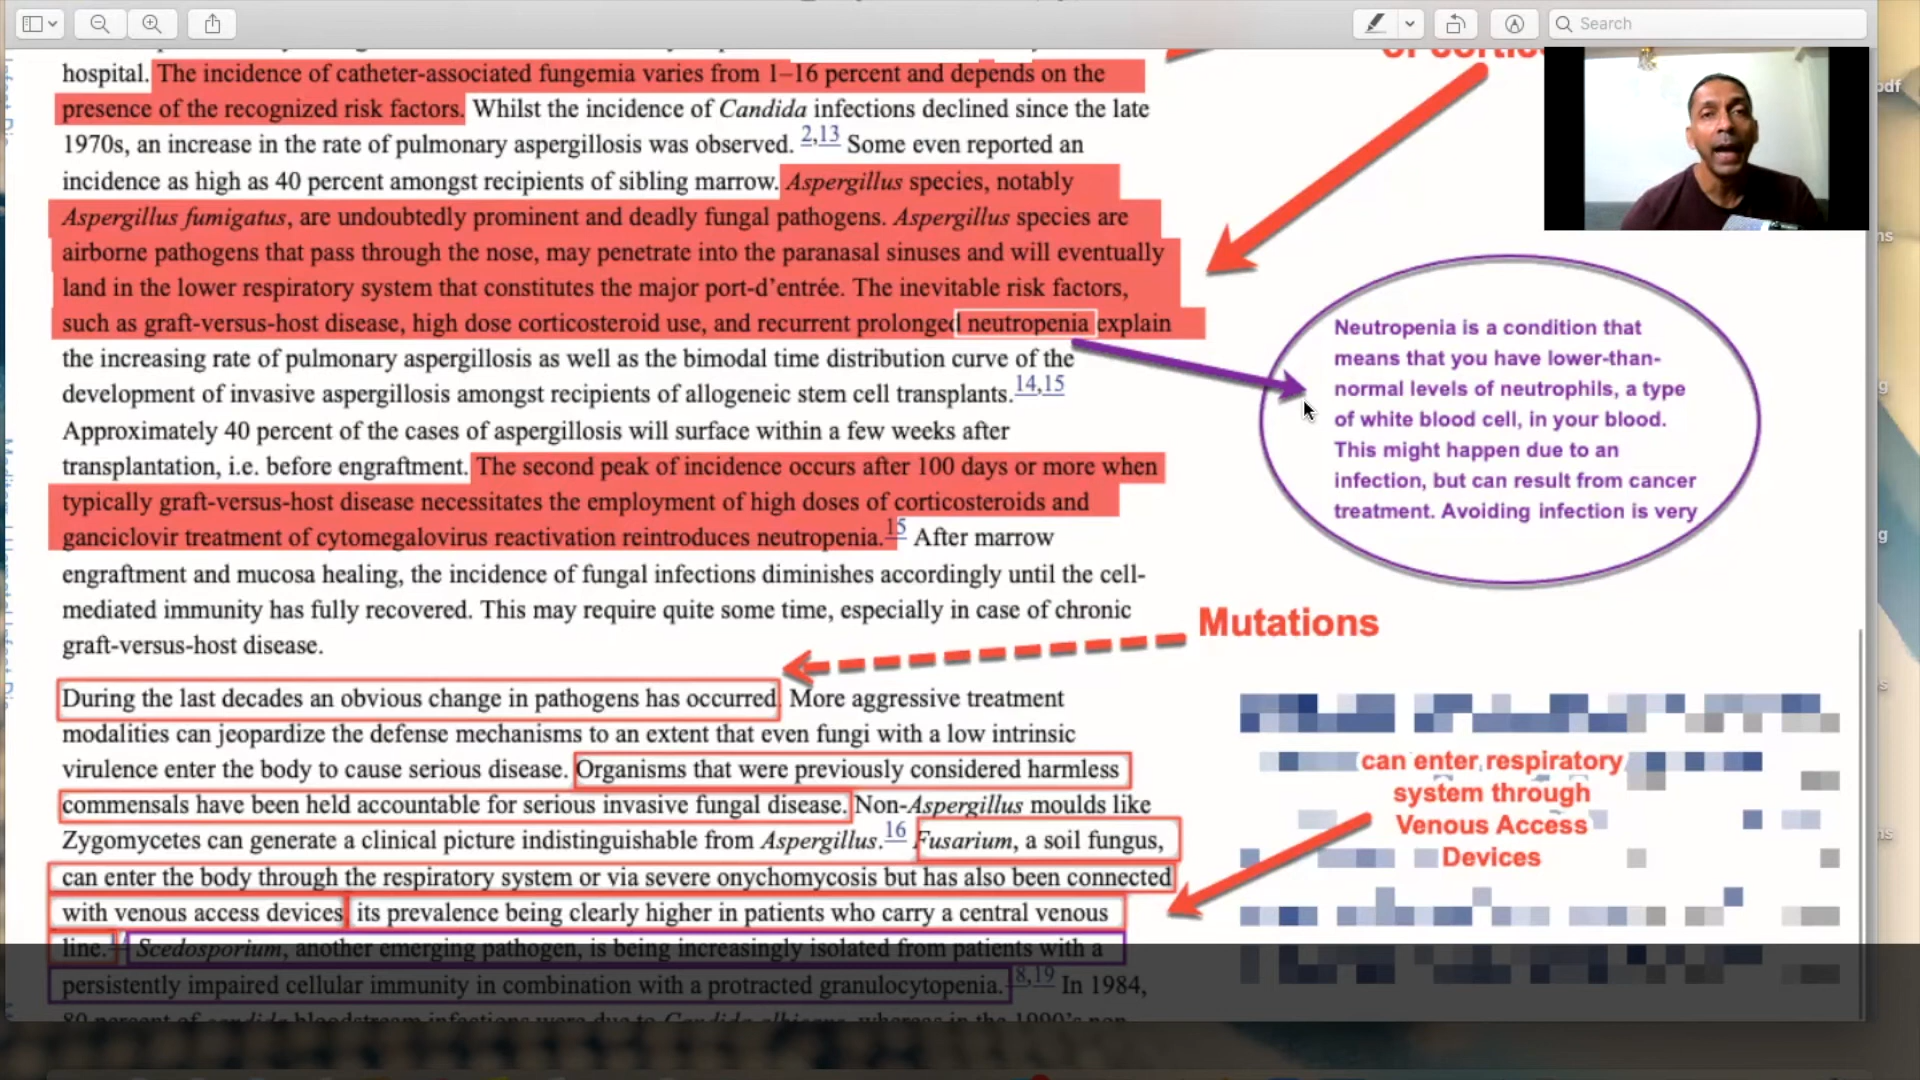 Search
of cortic
hospital. The incidence of catheter-associated fungemia varies from 1–16 percent and depends on the
presence of the recognized risk factors. Whilst the incidence of Candida infections declined since the late
1970s, an increase in the rate of pulmonary aspergillosis was observed. 2,13 Some even reported an
incidence as high as 40 percent amongst recipients of sibling marrow. Aspergillus species, notably
Aspergillus fumigatus, are undoubtedly prominent and deadly fungal pathogens. Aspergillus species are
airborne pathogens that pass through the nose, may penetrate into the paranasal sinuses and will eventually
land in the lower respiratory system that constitutes the major port-d’entrée. The inevitable risk factors,
such as graft-versus-host disease, high dose corticosteroid use, and recurrent prolonged neutropenia explain
the increasing rate of pulmonary aspergillosis as well as the bimodal time distribution curve of the
development of invasive aspergillosis amongst recipients of allogeneic stem cell transplants.14,15
Approximately 40 percent of the cases of aspergillosis will surface within a few weeks after
transplantation, i.e. before engraftment. The second peak of incidence occurs after 100 days or more when
typically graft-versus-host disease necessitates the employment of high doses of corticosteroids and
ganciclovir treatment of cytomegalovirus reactivation reintroduces neutropenia.15 After marrow
engraftment and mucosa healing, the incidence of fungal infections diminishes accordingly until the cell-
mediated immunity has fully recovered. This may require quite some time, especially in case of chronic
graft-versus-host disease.
Neutropenia is a condition that
means that you have lower-than-
normal levels of neutrophils, a type
of white blood cell, in your blood.
This might happen due to an
infection, but can result from cancer
treatment. Avoiding infection is very
Mutations
During the last decades an obvious change in pathogens has occurred. More aggressive treatment
modalities can jeopardize the defense mechanisms to an extent that even fungi with a low intrinsic
virulence enter the body to cause serious disease. Organisms that were previously considered harmless
commensals have been held accountable for serious invasive fungal disease. Non-Aspergillus moulds like
Zygomycetes can generate a clinical picture indistinguishable from Aspergillus.16 Fusarium, a soil fungus,
can enter the body through the respiratory system or via severe onychomycosis but has also been connected
with venous access devices its prevalence being clearly higher in patients who carry a central venous
line. Scedosporium, another emerging pathogen, is being increasingly isolated from patients with a
persistently impaired cellular immunity in combination with a protracted granulocytopenia. 8,19 In 1984,
80 percent of candida bloodstream infections were due to Candida albicans, whereas in the 1990’s non-
can enter respiratory
system through
Venous Access
Devices
pdf